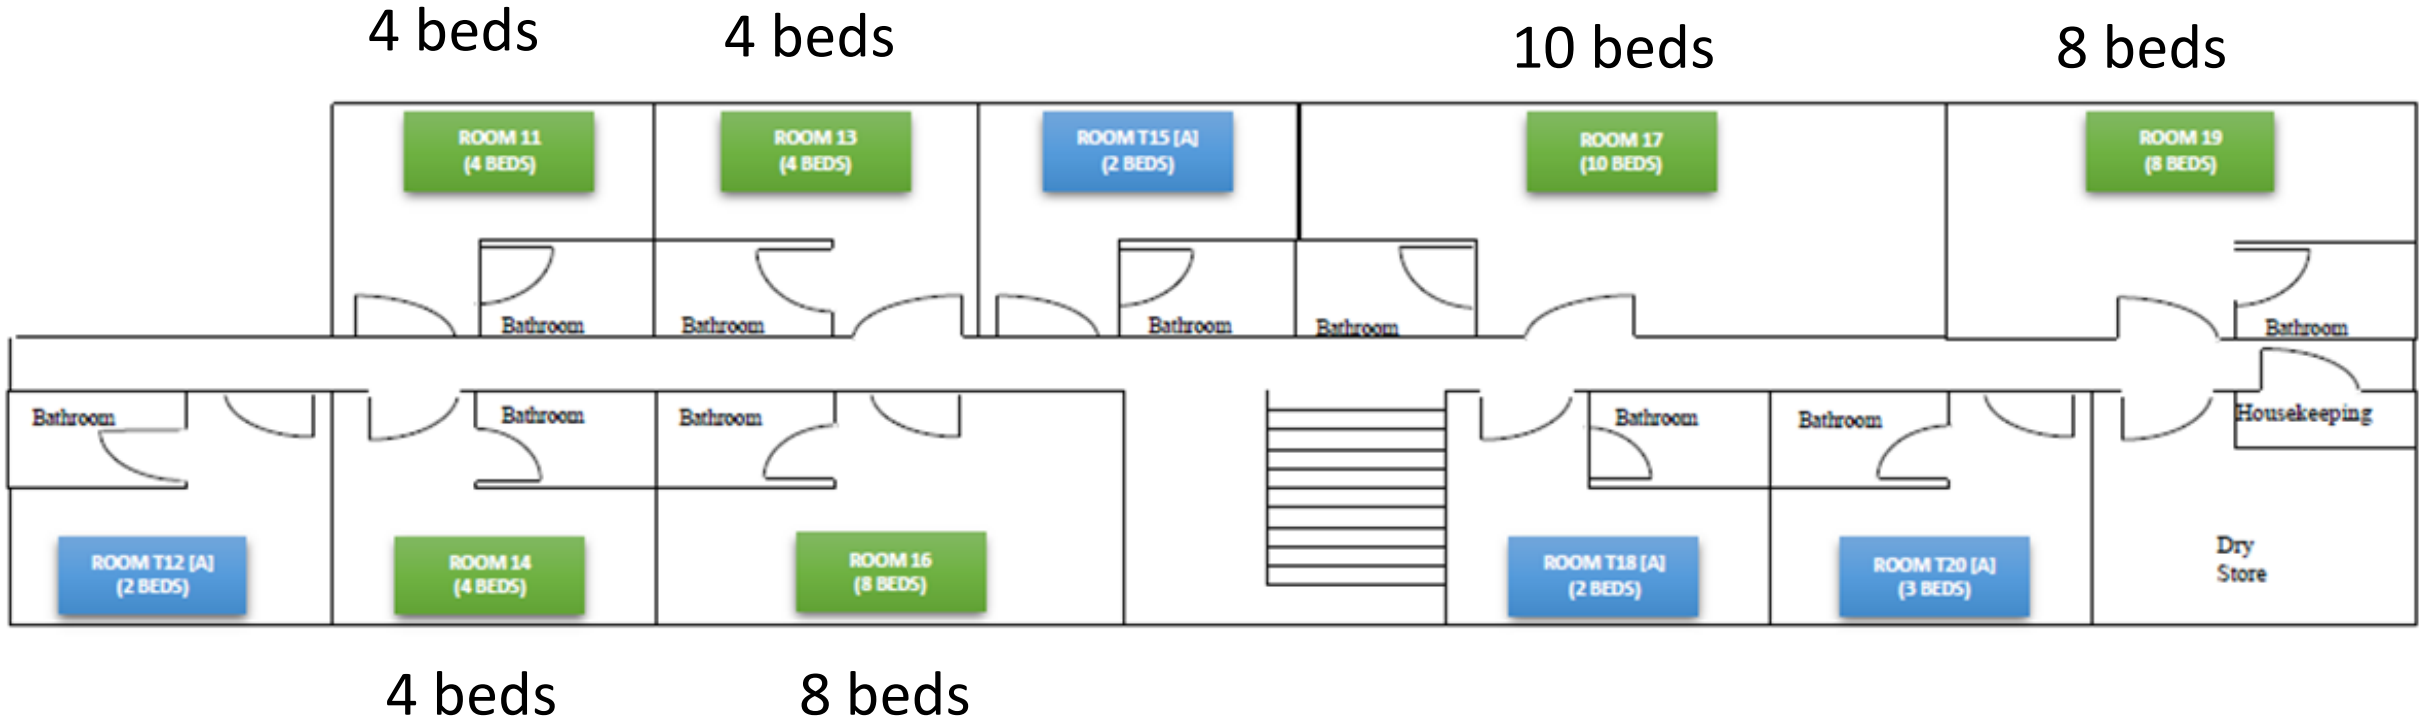 4 beds
4 beds
10 beds
8 beds
ROOM 11
(4 BEDS)
ROOM 13
(4 BEDS)
ROOM T15 [A]
(2 BEDS)
ROOM 17
(10 BEDS)
ROOM 19
(8 BEDS)
Bathroom
Bathroom
Bathroom
Bathroom
Bathroom
Bathroom
Bathroom
Bathroom
Bathroom
Bathroom
Housekeeping
ROOM T12 [A]
(2 BEDS)
ROOM 14
(4 BEDS)
ROOM 16
(8 BEDS)
ROOM T18 [A]
(2 BEDS)
ROOM T20 [A]
(3 BEDS)
Dry
Store
4 beds
8 beds